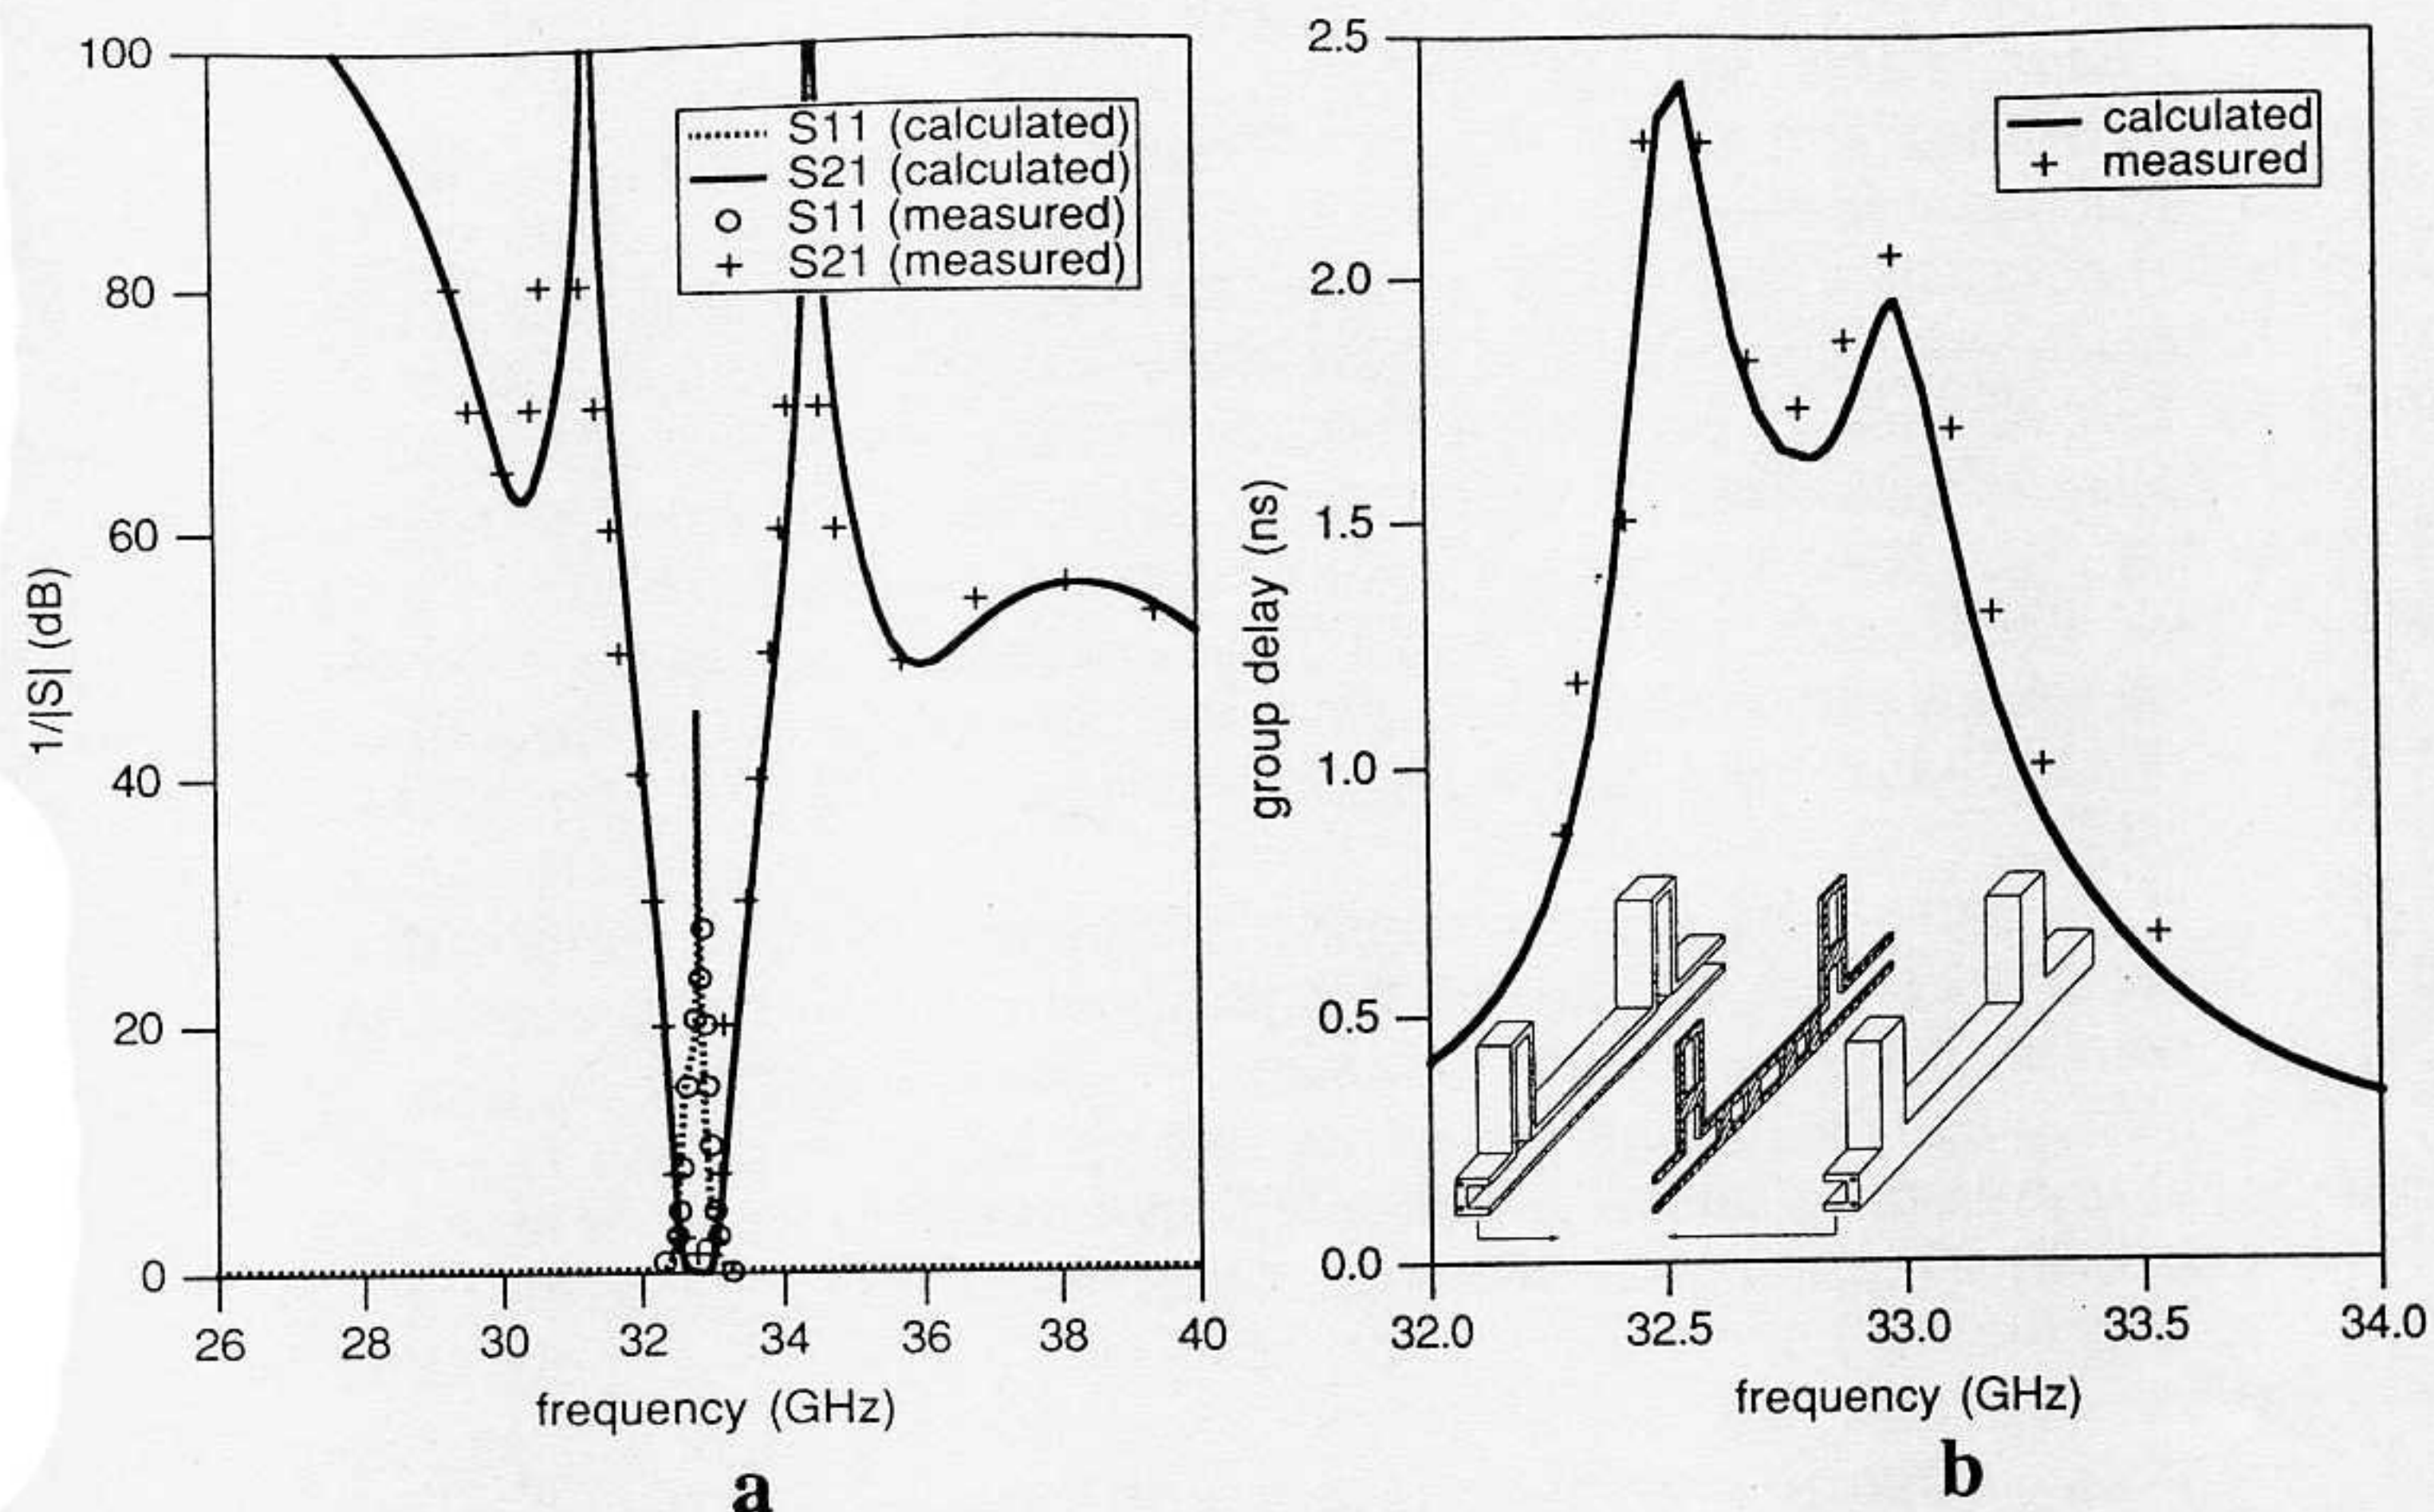 100
80
60
40
20
0
1/|S| (dB)
S11 (calculated)
S21 (calculated)
S11 (measured)
S21 (measured)
26 28 30 32 34 36 38 40
frequency (GHz)
a
2.5
2.0
1.5
1.0
0.5
0.0
group delay (ns)
calculated
measured
32.0 32.5 33.0 33.5 34.0
frequency (GHz)
b